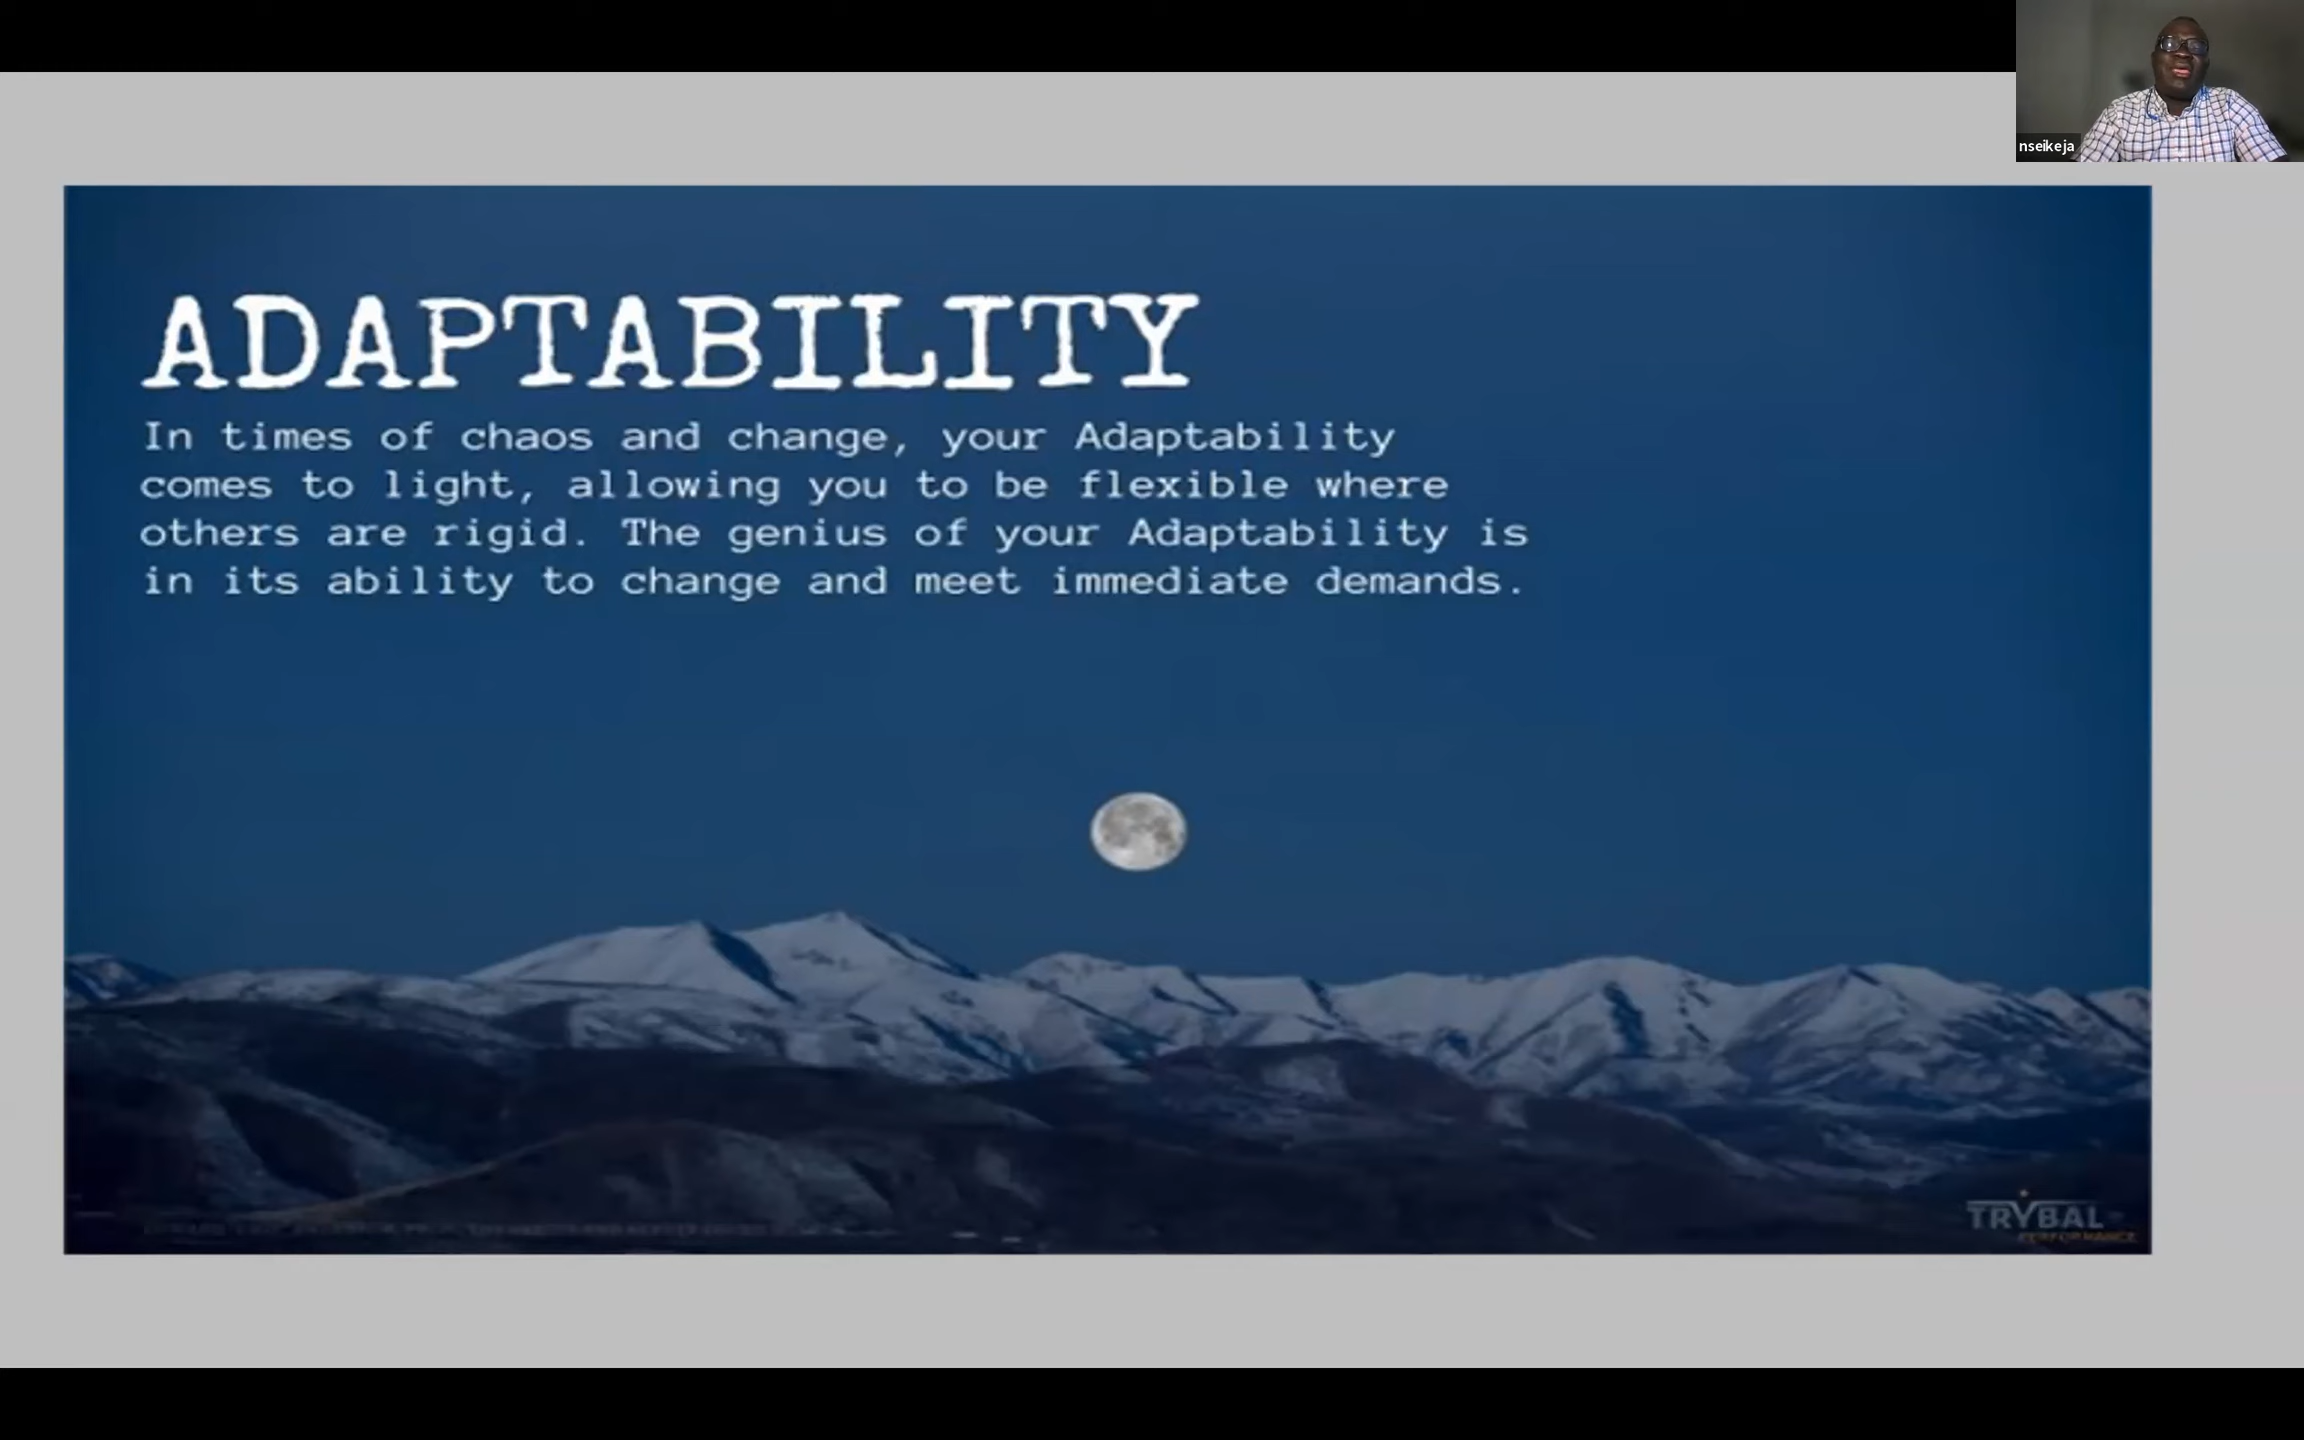 nseikeja
ADAPTABILITY
In times of chaos and change, your Adaptability
comes to light, allowing you to be flexible where
others are rigid. The genius of your Adaptability is
in its ability to change and meet immediate demands.
TRYBAL
PERFORMANCE